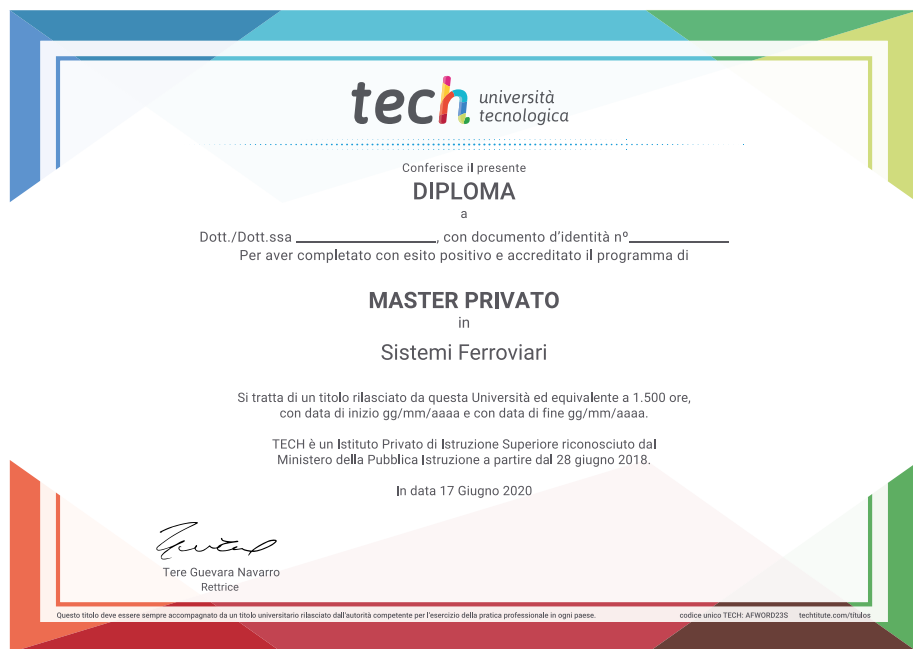 tech università
tecnologica
Conferisce il presente
DIPLOMA
a
Dott./Dott.ssa ________________, con documento d'identità nº____________
Per aver completato con esito positivo e accreditato il programma di
MASTER PRIVATO
in
Sistemi Ferroviari
Si tratta di un titolo rilasciato da questa Università ed equivalente a 1.500 ore,
con data di inizio gg/mm/aaaa e con data di fine gg/mm/aaaa.
TECH è un Istituto Privato di Istruzione Superiore riconosciuto dal
Ministero della Pubblica Istruzione a partire dal 28 giugno 2018.
In data 17 Giugno 2020
Tere Guevara Navarro
Rettrice
Questo titolo deve essere sempre accompagnato da un titolo universitario rilasciato dall'autorità competente per l'esercizio della pratica professionale in ogni paese. codice unico TECH: AFWORD23S techtitute.com/titulos